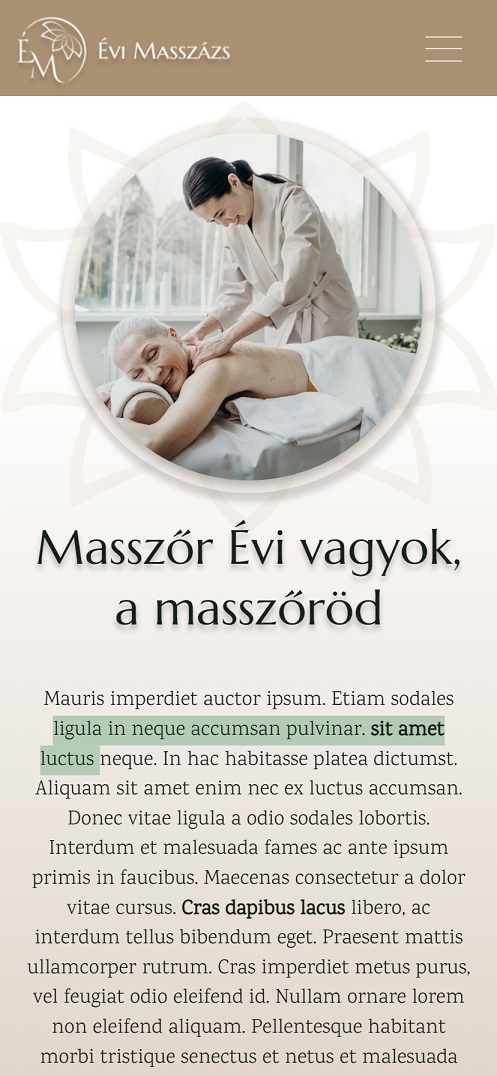 ÉM Évi Masszázs
Masszőr Évi vagyok,
a masszőröd
Mauris imperdiet auctor ipsum. Etiam sodales
ligula in neque accumsan pulvinar. sit amet
luctus neque. In hac habitasse platea dictumst.
Aliquam sit amet enim nec ex luctus accumsan.
Donec vitae ligula a odio sodales lobortis.
Interdum et malesuada fames ac ante ipsum
primis in faucibus. Maecenas consectetur a dolor
vitae cursus. Cras dapibus lacus libero, ac
interdum tellus bibendum eget. Praesent mattis
ullamcorper rutrum. Cras imperdiet metus purus,
vel feugiat odio eleifend id. Nullam ornare lorem
non eleifend aliquam. Pellentesque habitant
morbi tristique senectus et netus et malesuada